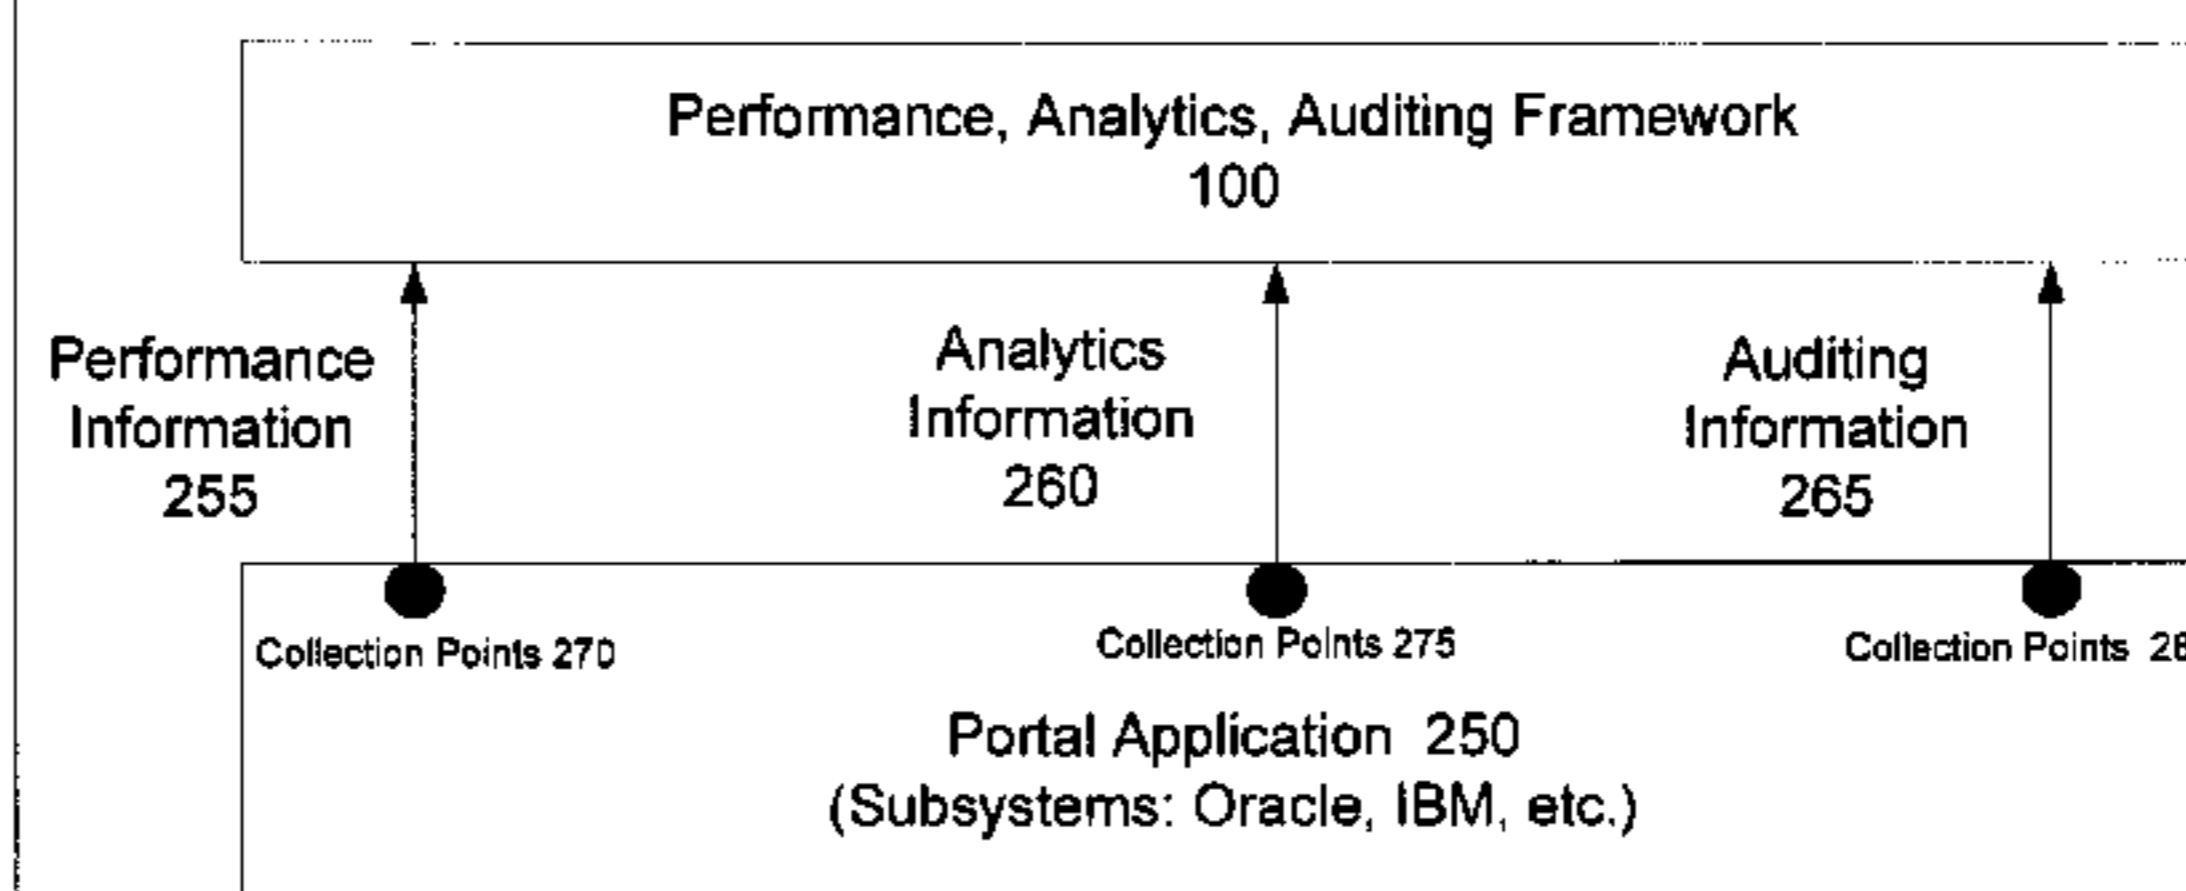 Performance, Analytics, Auditing Framework
100
Performance
Information
255
Analytics
Information
260
Auditing
Information
265
Collection Points 270
Collection Points 275
Collection Points
Portal Application 250
(Subsystems: Oracle, IBM, etc.)